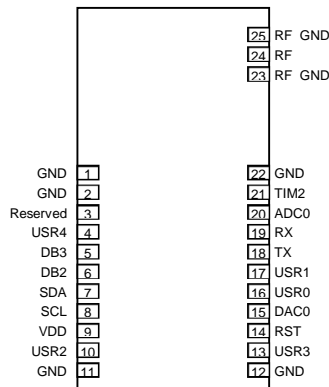 25 RF GND
24 RF
23 RF GND
GND 1 22 GND
GND 2 21 TIM2
Reserved 3 20 ADC0
USR4 4 19 RX
DB3 5 18 TX
DB2 6 17 USR1
SDA 7 16 USR0
SCL 8 15 DAC0
VDD 9 14 RST
USR2 10 13 USR3
GND 11 12 GND